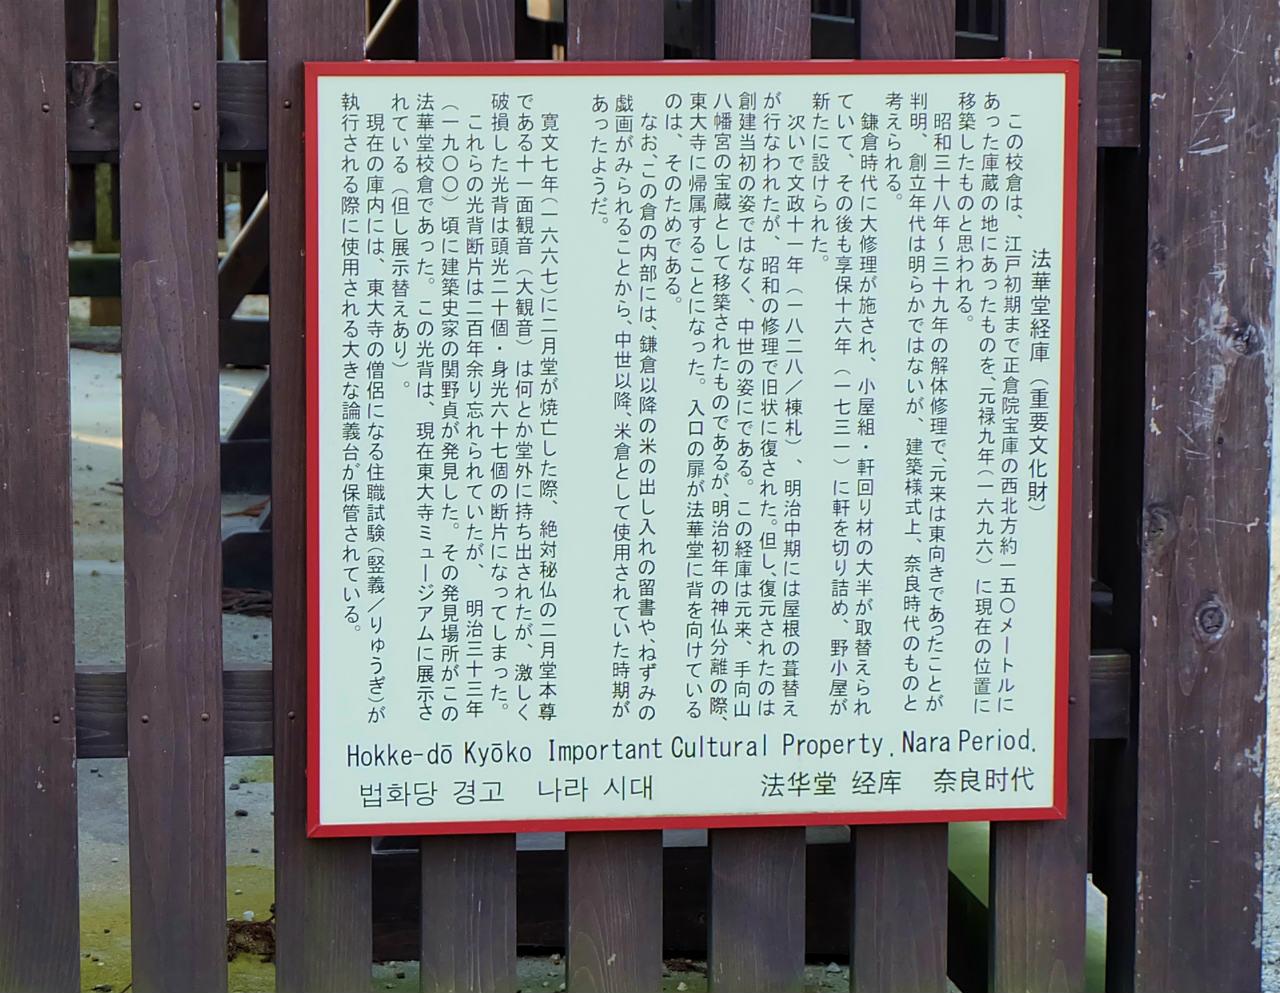 法華堂経庫（重要文化財）
この校倉は、江戸初期まで正倉院宝庫の西北方約一五〇メートルに
あった庫蔵の地にあったものを、元禄九年（一六九六）に現在の位置に
移築したものと思われる。
昭和三十八年～三十九年の解体修理で、元来は東向きであったことが
判明、創立年代は明らかではないが、建築様式上、奈良時代のものと
考えられる。
鎌倉時代に大修理が施され、小屋組・軒回り材の大半が取替えられ
ていて、その後も享保十六年（一七三一）に軒を切り詰め、野小屋が
新たに設けられた。
次いで文政十一年（一八二八／棟札）、明治中期には屋根の葺替え
が行なわれたが、昭和の修理で旧状に復された。但し、復元されたのは
創建当初の姿ではなく、中世の姿にである。この経庫は元来、手向山
八幡宮の宝蔵として移築されたものであるが、明治初年の神仏分離の際、
東大寺に帰属することになった。入口の扉が法華堂に背を向けている
のは、そのためである。
なお、この倉の内部には、鎌倉以降の米の出し入れの留書や、ねずみの
戯画がみられることから、中世以降、米倉として使用されていた時期が
あったようだ。
寛文七年（一六六七）に二月堂が焼亡した際、絶対秘仏の二月堂本尊
である十一面観音（大観音）は何とか堂外に持ち出されたが、激しく
破損した光背は頭光二十個・身光六十七個の断片になってしまった。
これらの光背断片は二百年余り忘れられていたが、明治三十三年
（一九〇〇）頃に建築史家の関野貞が発見した。その発見場所がこの
法華堂校倉であった。この光背は、現在東大寺ミュージアムに展示さ
れている（但し展示替えあり）。
現在の庫内には、東大寺の僧侶になる住職試験（竪義／りゅうぎ）が
執行される際に使用される大きな論義台が保管されている。
Hokke-dō Kyōko Important Cultural Property. Nara Period.
법화당 경고 나라 시대 法华堂 经库 奈良时代